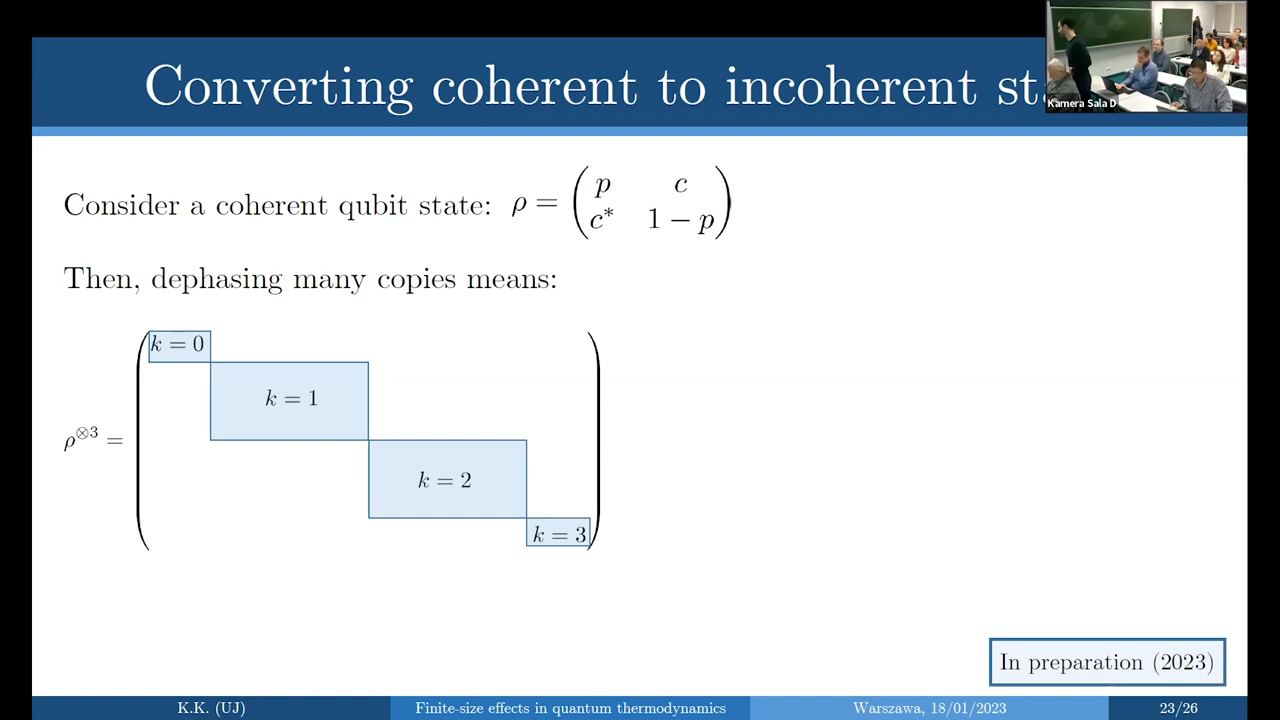 Converting coherent to incoherent
Kamera Sala D
Consider a coherent qubit state: ρ = ( p c
c* 1 − p )
Then, dephasing many copies means:
k = 0
k = 1
ρ⊗3 =
k = 2
k = 3
In preparation (2023)
K.K. (UJ) Finite-size effects in quantum thermodynamics Warszawa, 18/01/2023 23/26